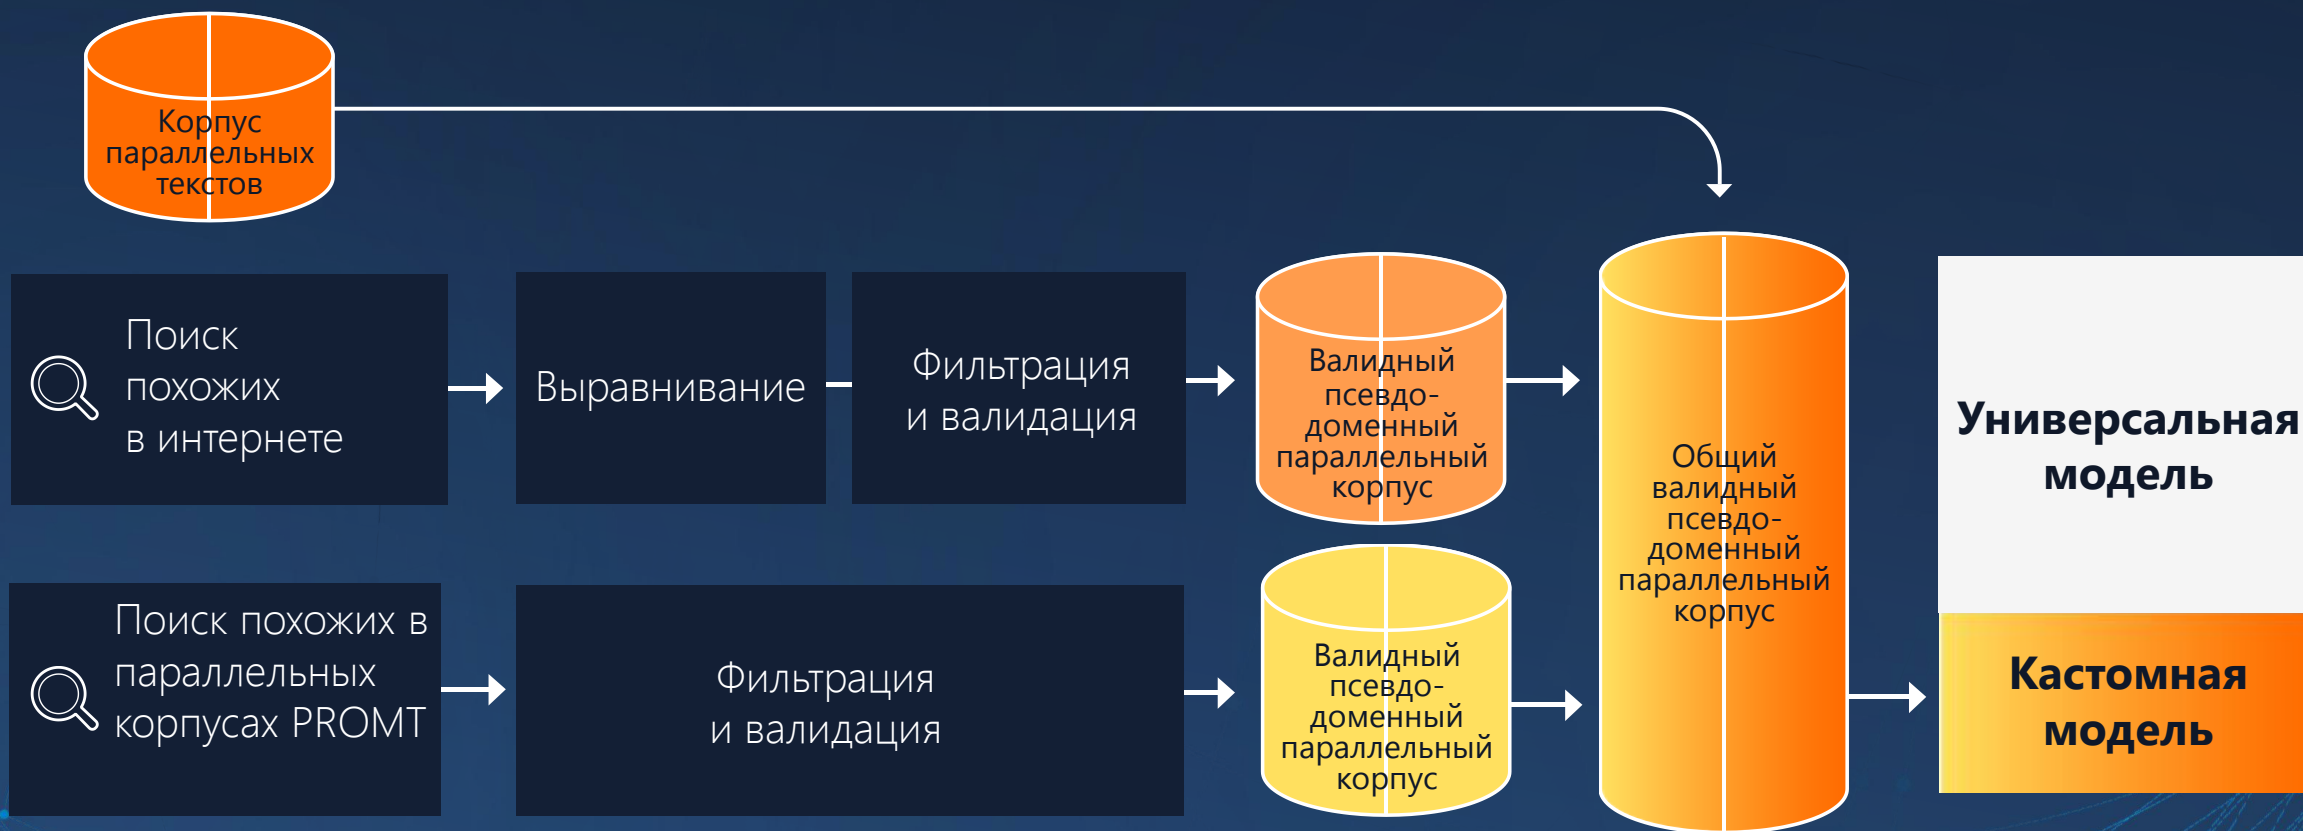 Корпус
параллельных
текстов
Поиск
похожих
в интернете
Выравнивание
Фильтрация
и валидация
Валидный
псевдо-
доменный
параллельный
корпус
Поиск похожих в
параллельных
корпусах PROMT
Фильтрация
и валидация
Валидный
псевдо-
доменный
параллельный
корпус
Общий
валидный
псевдо-
доменный
параллельный
корпус
Универсальная
модель
Кастомная
модель